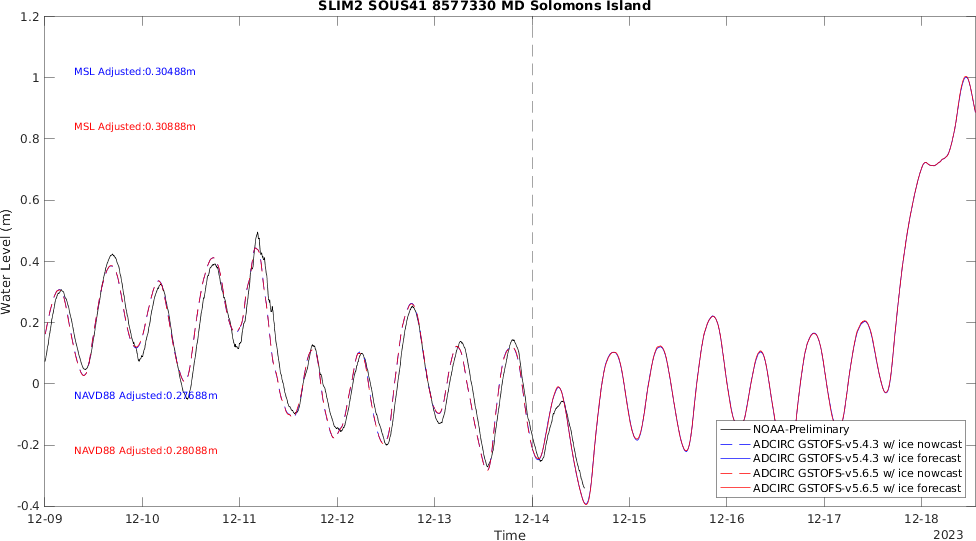 SLIM2 SOUS41 8577330 MD Solomons Island
1.2
1
0.8
0.6
0.4
0.2
0
-0.2
-0.4
Water Level (m)
MSL Adjusted:0.30488m
MSL Adjusted:0.30888m
NAVD88 Adjusted:0.27688m
NAVD88 Adjusted:0.28088m
NOAA-Preliminary
ADCIRC GSTOFS-v5.4.3 w/ ice nowcast
ADCIRC GSTOFS-v5.4.3 w/ ice forecast
ADCIRC GSTOFS-v5.6.5 w/ ice nowcast
ADCIRC GSTOFS-v5.6.5 w/ ice forecast
12-09 12-10 12-11 12-12 12-13 12-14 12-15 12-16 12-17 12-18
Time
2023